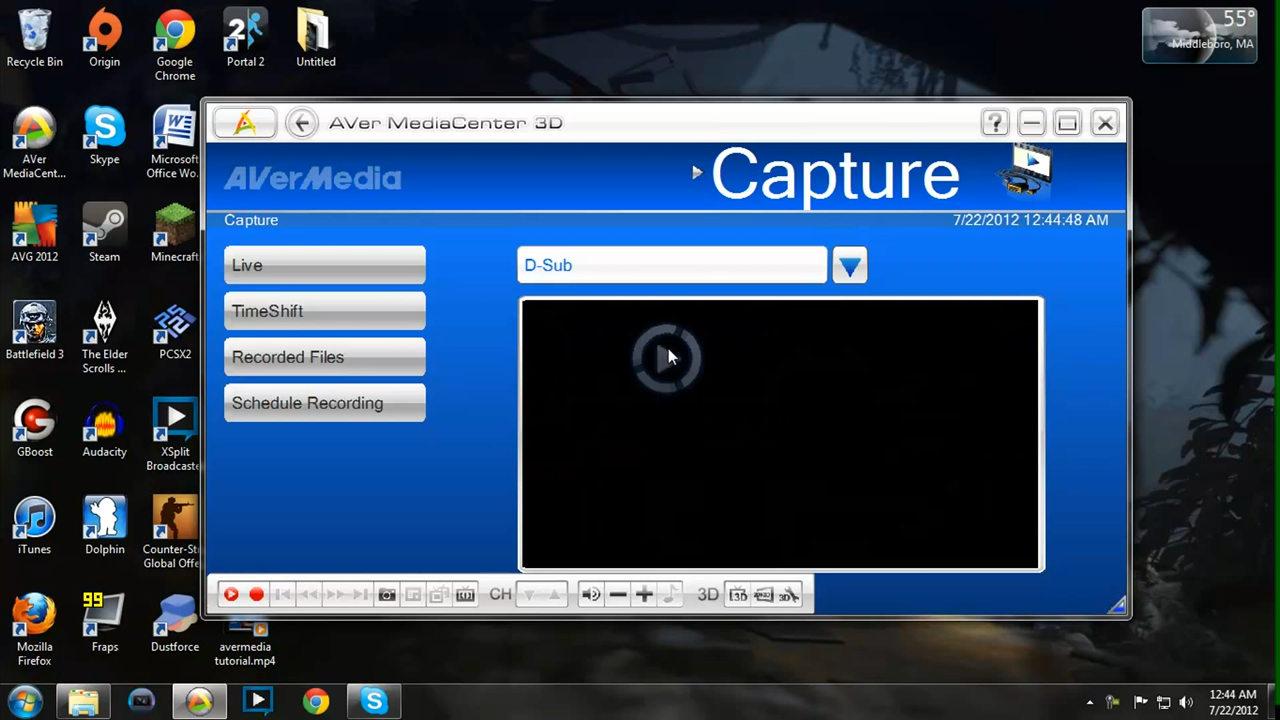 Recycle Bin
Origin
Google
Chrome
2
Portal 2
Untitled
55°
Middleboro, MA
AVer
MediaCent...
Skype
Microsoft
Office Wo...
AVG 2012
Steam
Minecraft
Battlefield 3
The Elder
Scrolls ...
PCSX2
GBoost
Audacity
XSplit
Broadcaste
iTunes
Dolphin
Counter-St
Global Offe
99
Mozilla
Firefox
Fraps
Dustforce
avermedia
tutorial.mp4
AVer MediaCenter 3D
?
AVerMedia
Capture
Capture
7/22/2012 12:44:48 AM
Live
TimeShift
Recorded Files
Schedule Recording
D-Sub
CH
3D
12:44 AM
7/22/2012